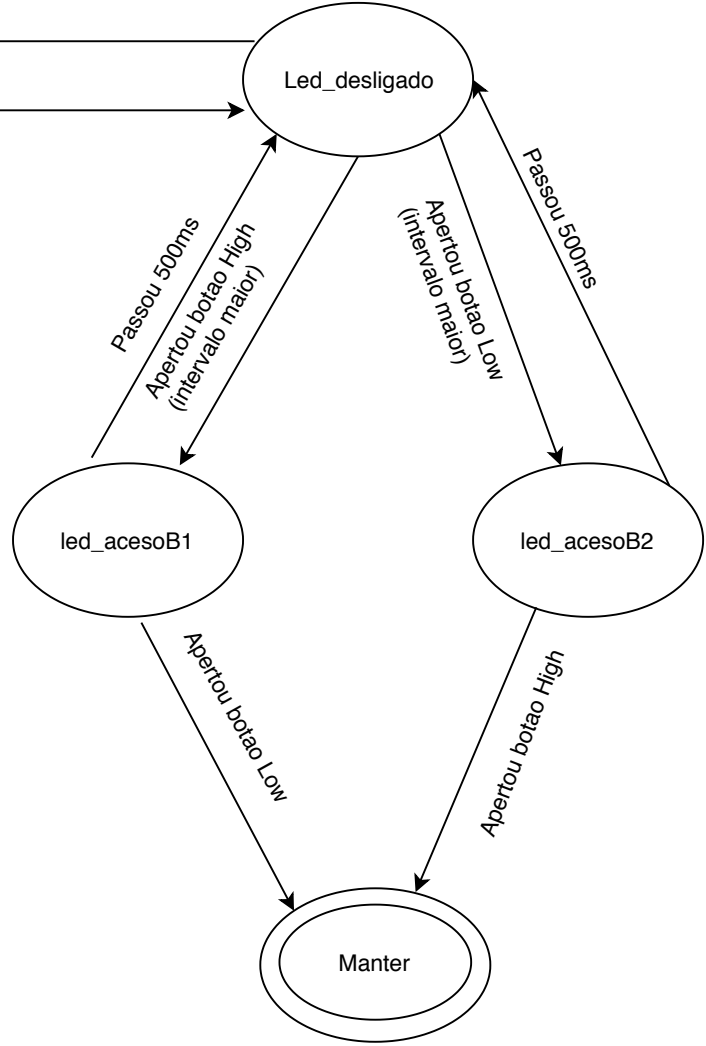 Led_desligado
Passou 500ms
Apertou botao High
(intervalo maior)
Apertou botao Low
(intervalo maior)
Passou 500ms
led_acesoB1
led_acesoB2
Apertou botao Low
Apertou botao High
Manter